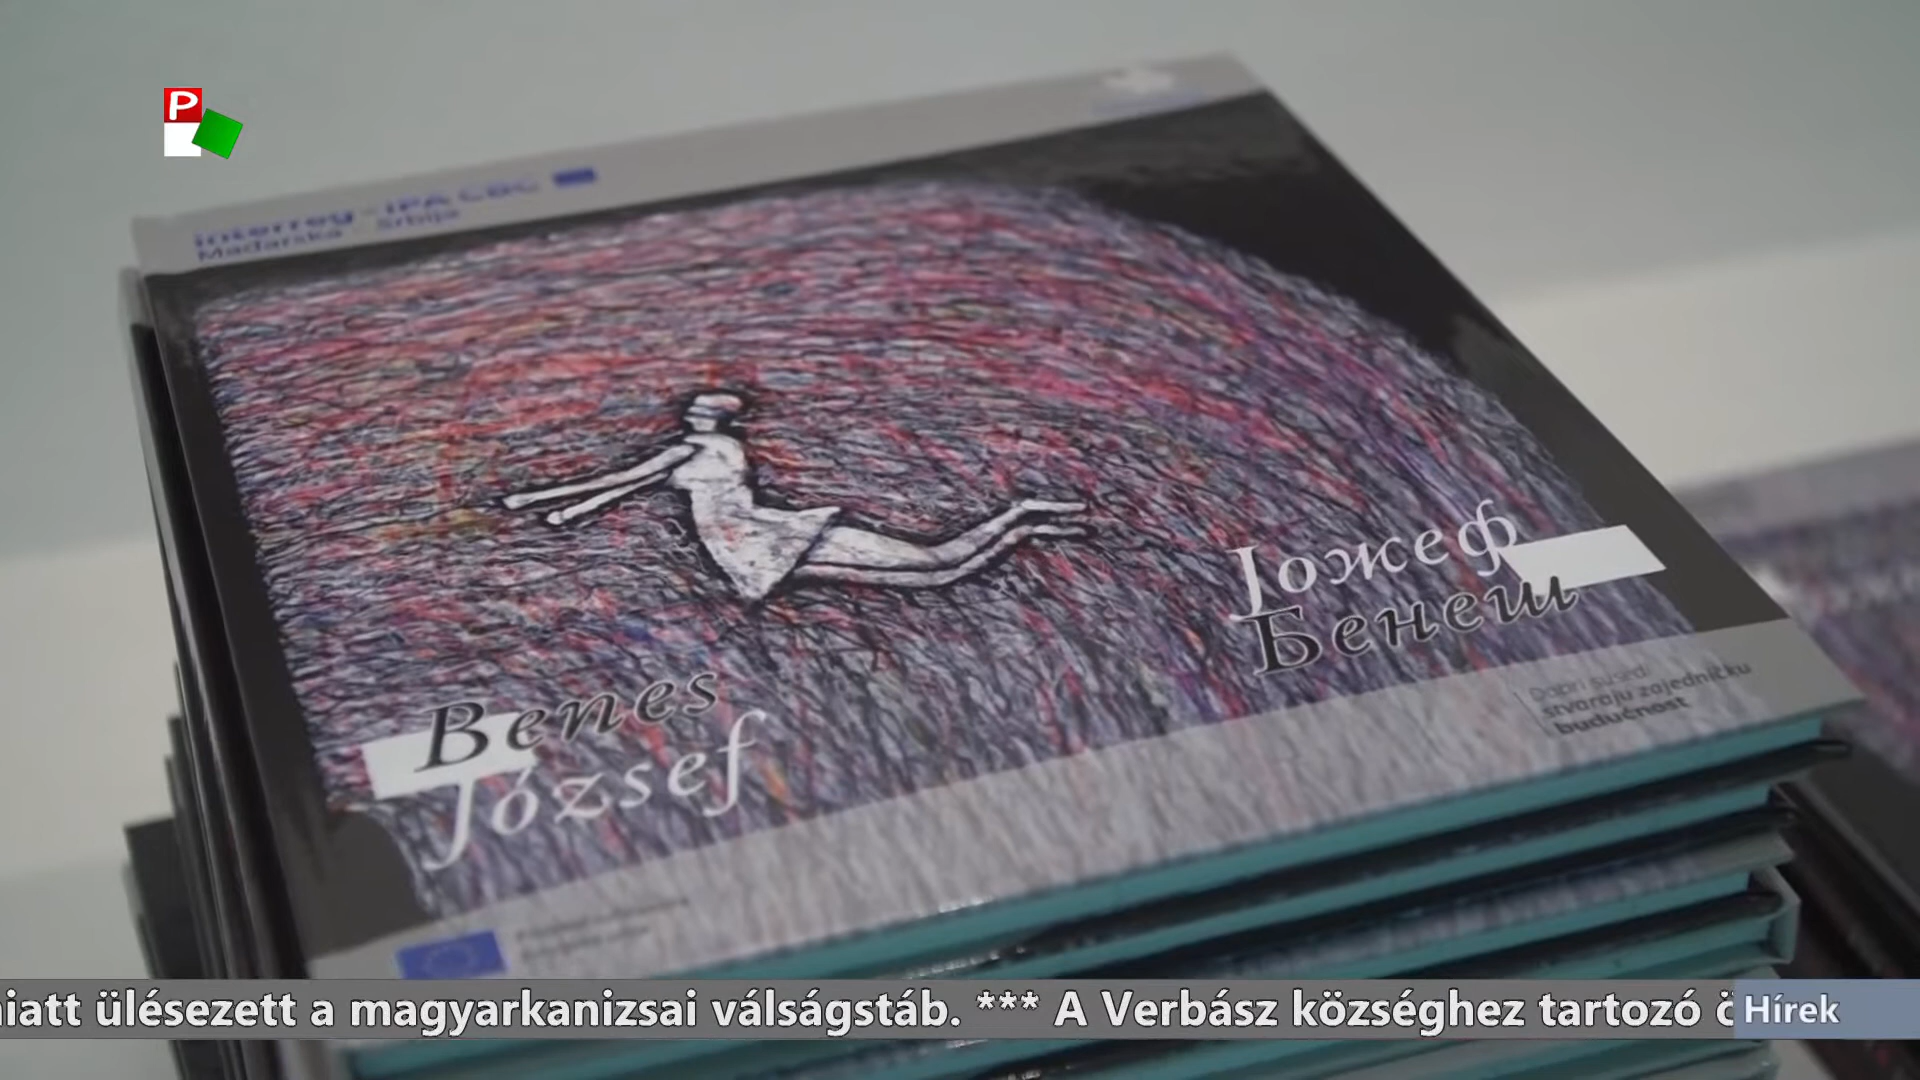 P
interreg - IPA CBC
Mađarska - Srbija
Јожеф
Бенеш
Benes
József
Dobri susedi
stvaraju zajedničku
budućnost
ülésezett a magyarkanizsai válságstáb. *** A Verbász községhez tartozó
Hírek